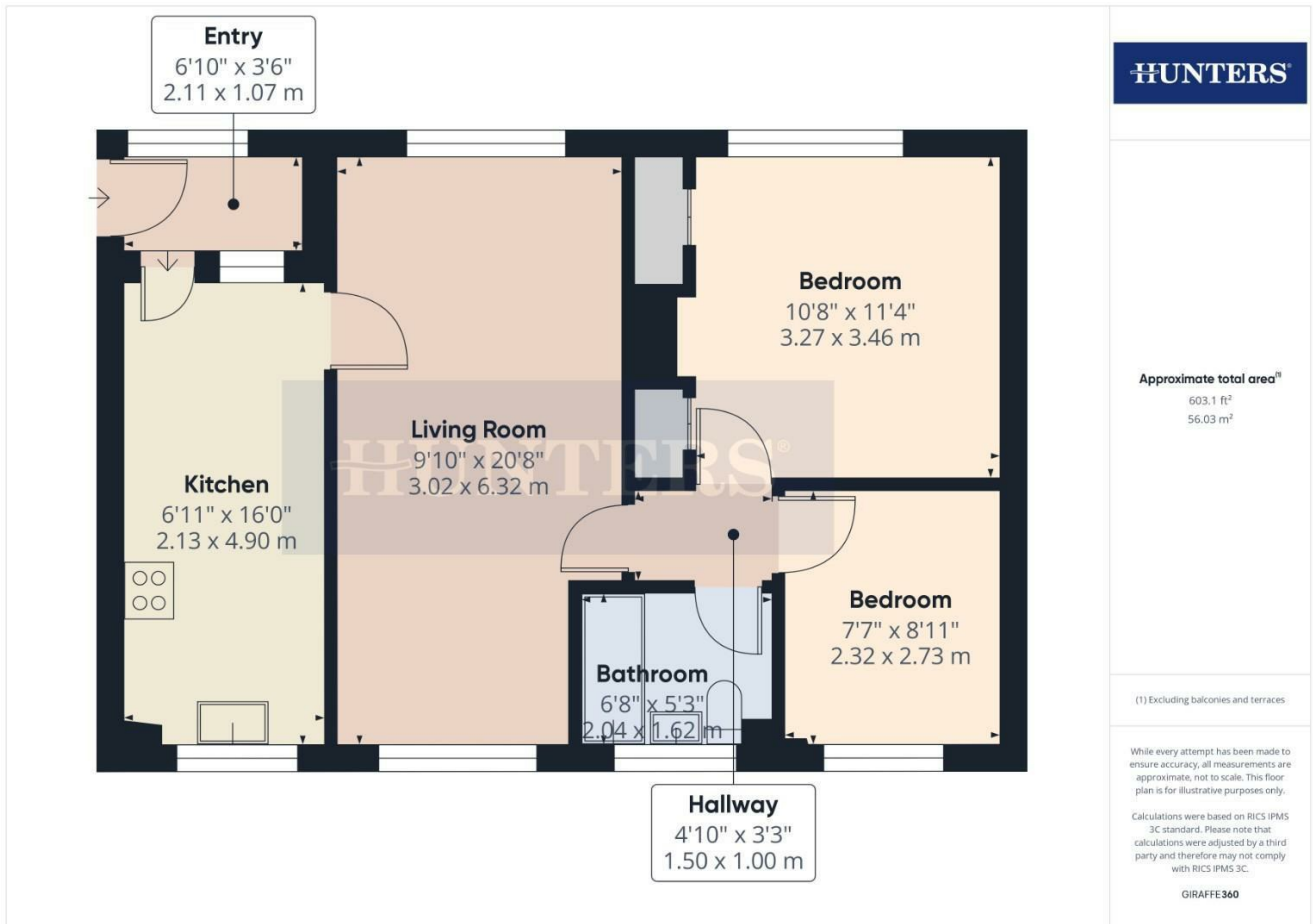 Entry
6'10" x 3'6"
2.11 x 1.07 m
HUNTERS®
Bedroom
10'8" x 11'4"
3.27 x 3.46 m
Approximate total area(1)
603.1 ft²
56.03 m²
Living Room
9'10" x 20'8"
3.02 x 6.32 m
HUNTERS®
Kitchen
6'11" x 16'0"
2.13 x 4.90 m
Bedroom
7'7" x 8'11"
2.32 x 2.73 m
Bathroom
6'8" x 5'3"
2.04 x 1.62 m
Hallway
4'10" x 3'3"
1.50 x 1.00 m
(1) Excluding balconies and terraces
While every attempt has been made to
ensure accuracy, all measurements are
approximate, not to scale. This floor
plan is for illustrative purposes only.
Calculations were based on RICS IPMS
3C standard. Please note that
calculations were adjusted by a third
party and therefore may not comply
with RICS IPMS 3C.
GIRAFFE360